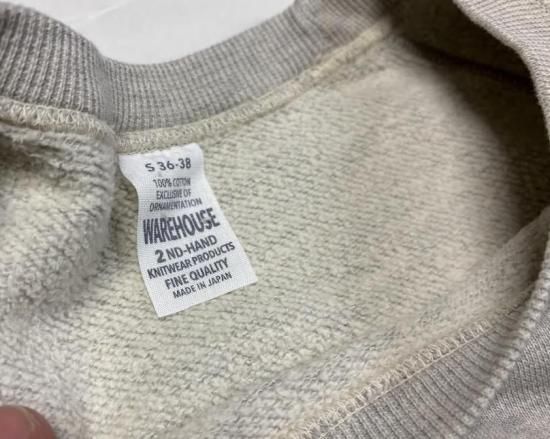 S 36-38
100% COTTON
EXCLUSIVE OF
ORNAMENTATION
WAREHOUSE
2 ND-HAND
KNITWEAR PRODUCTS
FINE QUALITY
MADE IN JAPAN